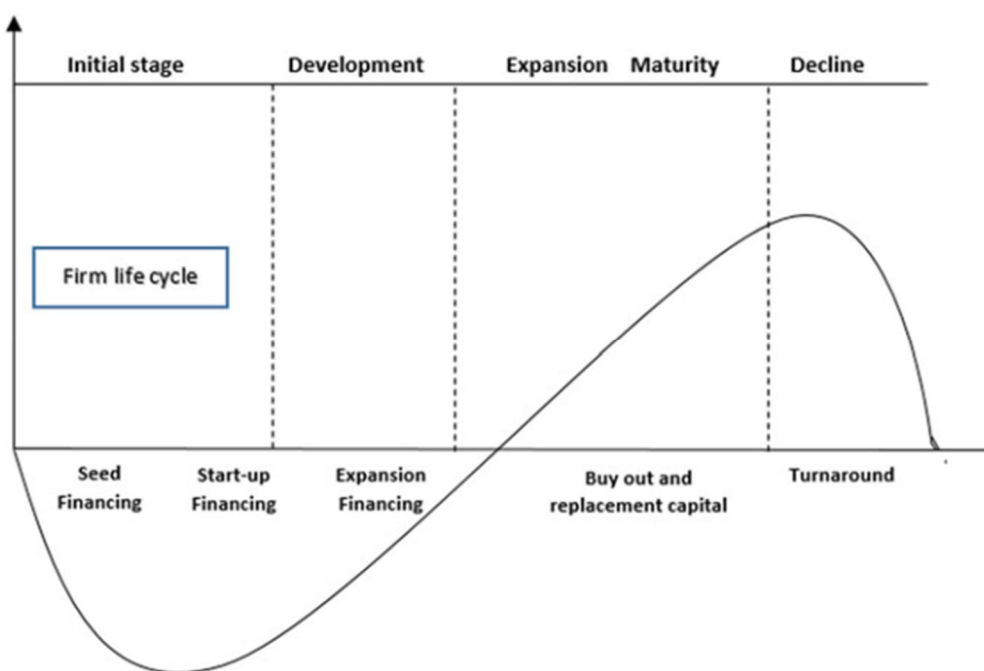 Initial stage Development Expansion Maturity Decline
Firm life cycle
Seed Start-up Expansion Buy out and Turnaround
Financing Financing Financing replacement capital